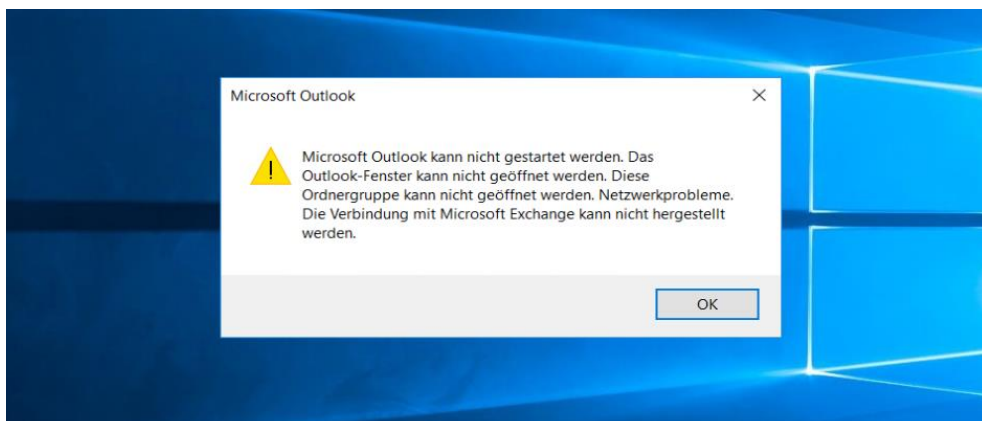 Microsoft Outlook
Microsoft Outlook kann nicht gestartet werden. Das
Outlook-Fenster kann nicht geöffnet werden. Diese
Ordnergruppe kann nicht geöffnet werden. Netzwerkprobleme.
Die Verbindung mit Microsoft Exchange kann nicht hergestellt
werden.
OK